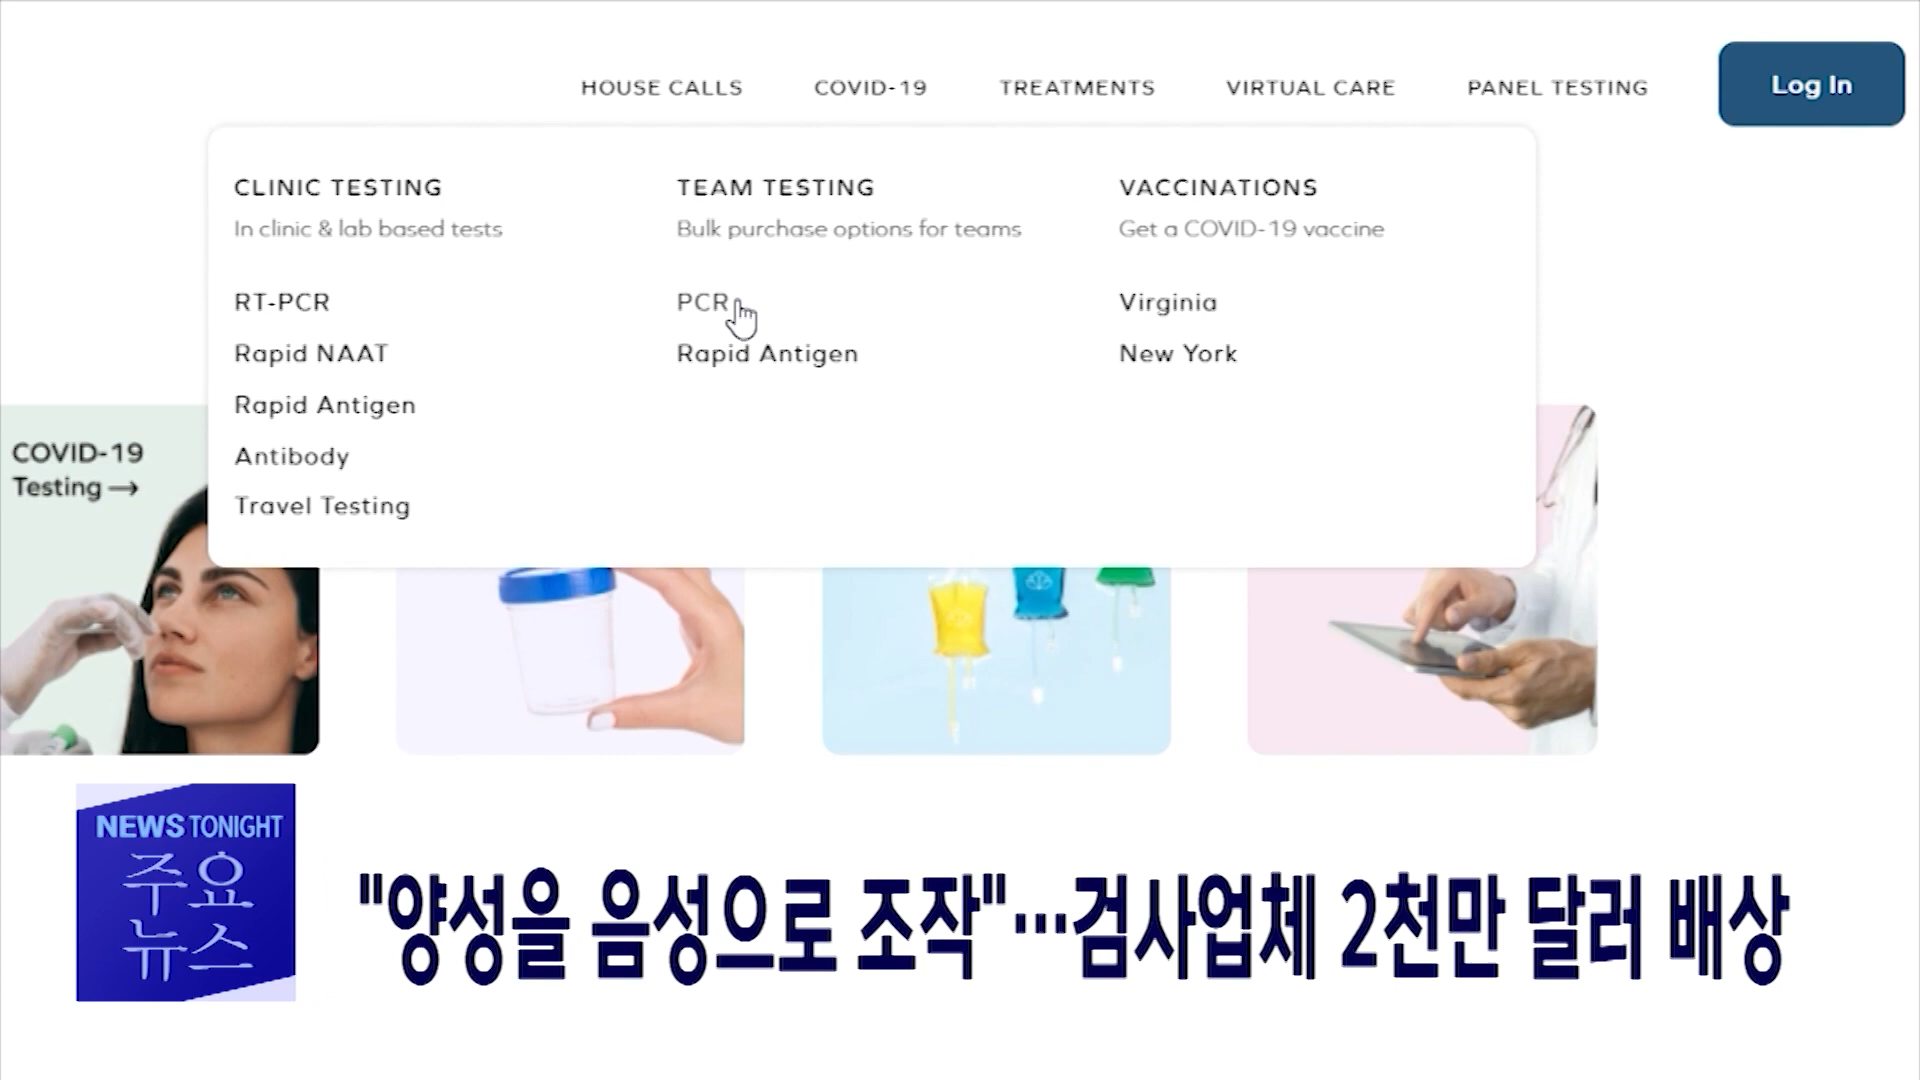 HOUSE CALLS COVID-19 TREATMENTS VIRTUAL CARE PANEL TESTING Log In
CLINIC TESTING
In clinic & lab based tests
RT-PCR
Rapid NAAT
Rapid Antigen
Antibody
Travel Testing
TEAM TESTING
Bulk purchase options for teams
PCR
Rapid Antigen
VACCINATIONS
Get a COVID-19 vaccine
Virginia
New York
COVID-19
Testing →
NEWS TONIGHT
주요
뉴스
"양성을 음성으로 조작"…검사업체 2천만 달러 배상